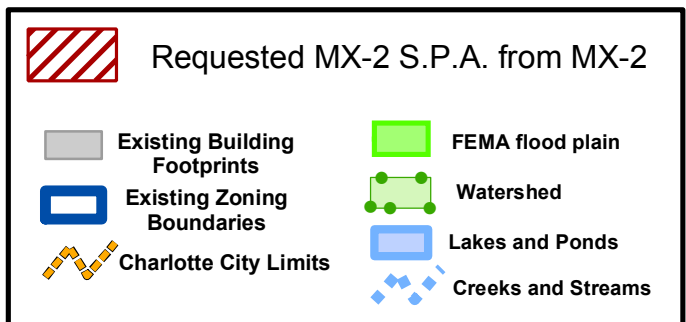 Requested MX-2 S.P.A. from MX-2
Existing Building
Footprints
Existing Zoning
Boundaries
Charlotte City Limits
FEMA flood plain
Watershed
Lakes and Ponds
Creeks and Streams